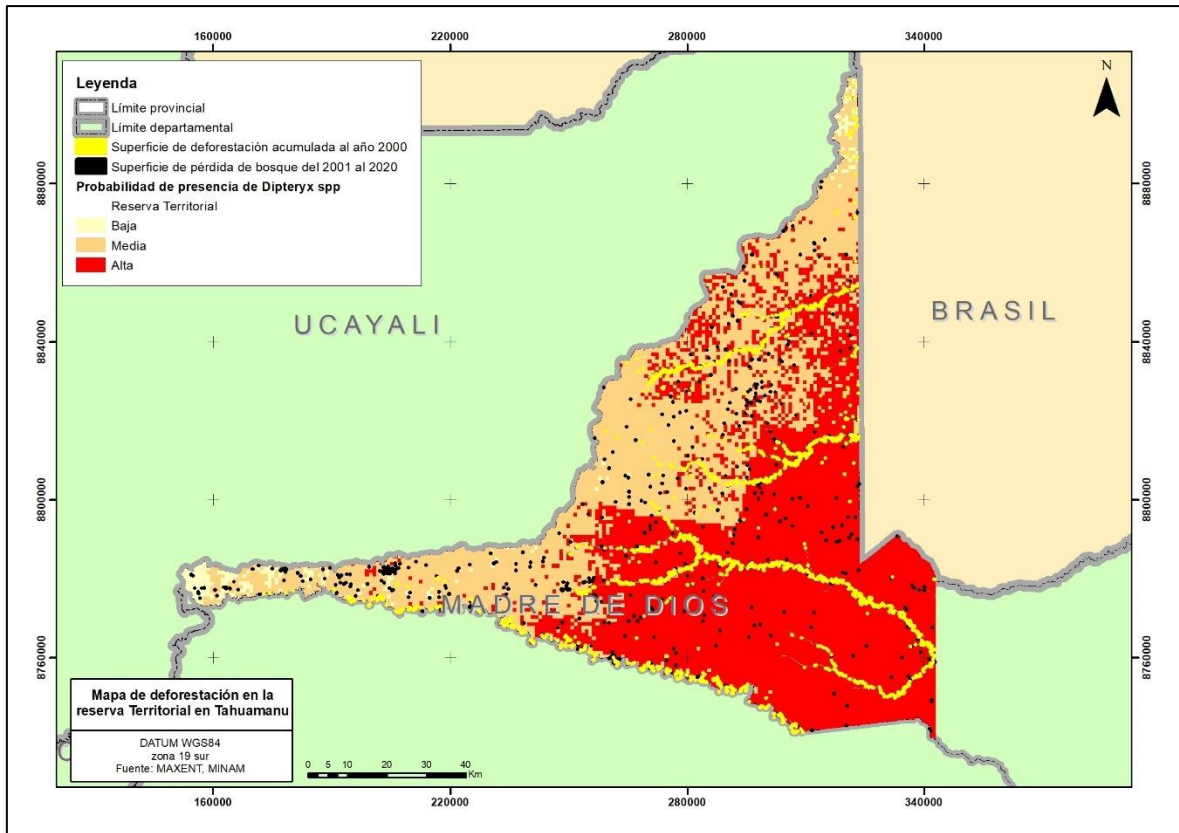 160000 220000 280000 340000
N
Leyenda
Límite provincial
Límite departamental
Superficie de deforestación acumulada al año 2000
Superficie de pérdida de bosque del 2001 al 2020
Probabilidad de presencia de Dipteryx spp
Reserva Territorial
Baja
Media
Alta
8880000 8880000
UCAYALI
BRASIL
8840000 8840000
8800000 8800000
MADRE DE DIOS
8760000 8760000
Mapa de deforestación en la
reserva Territorial en Tahuamanu
DATUM WGS84
zona 19 sur
Fuente: MAXENT, MINAM
0 5 10 20 30 40
Km
160000 220000 280000 340000